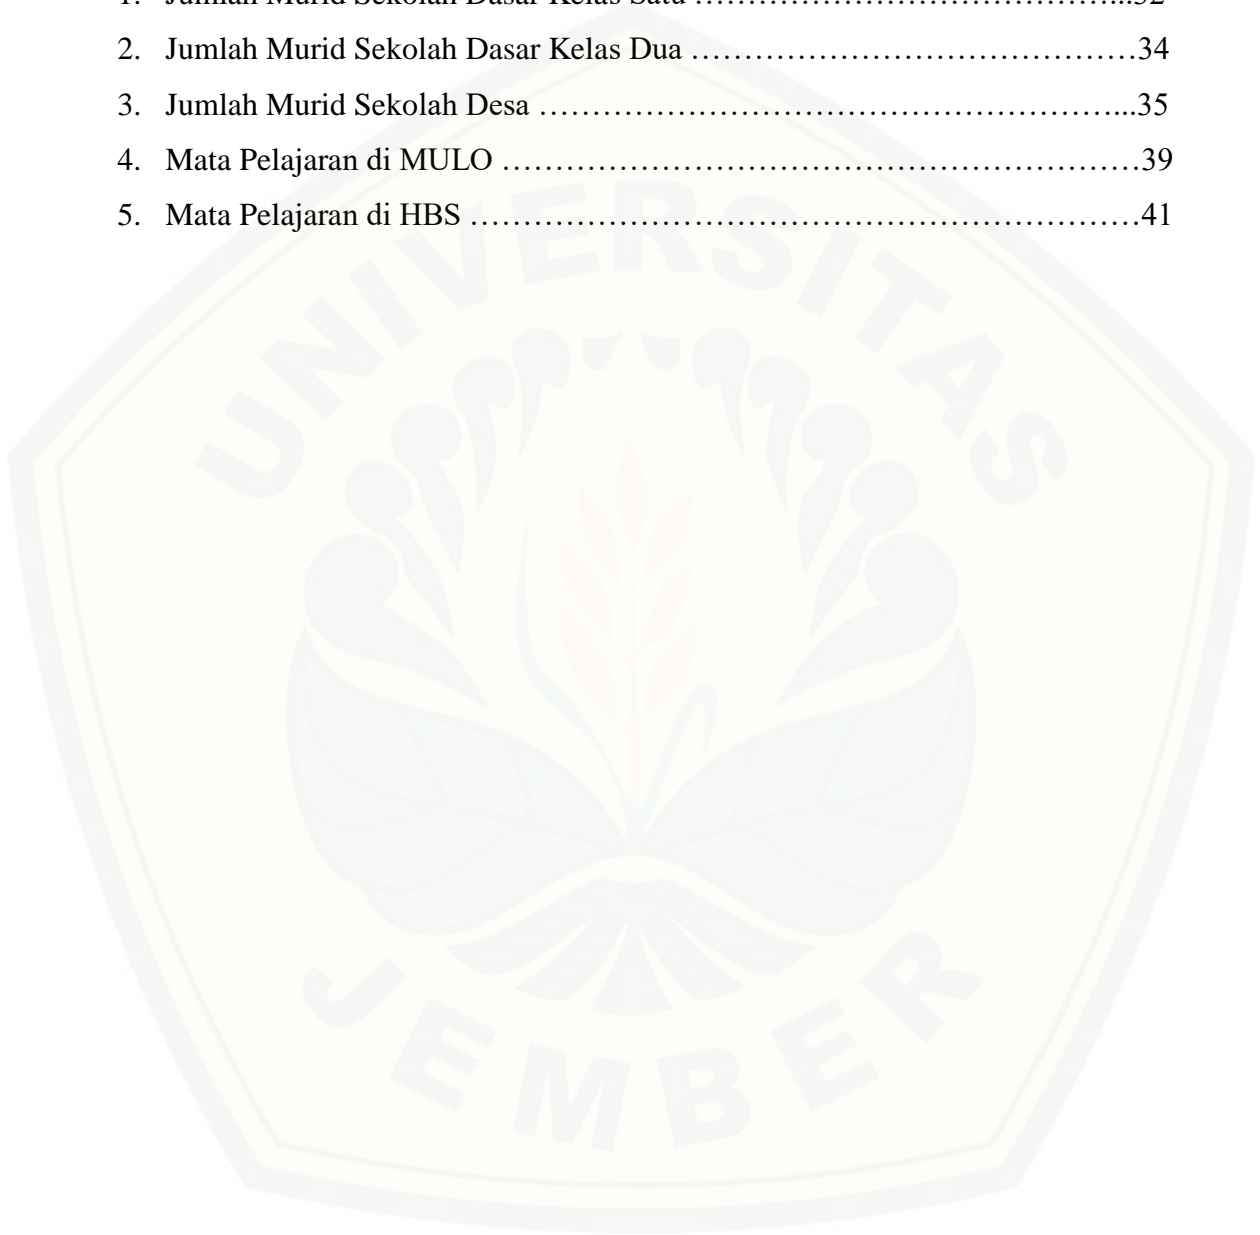 1. Jumlah Murid Sekolah Dasar Kelas Satu …………………………………...32
2. Jumlah Murid Sekolah Dasar Kelas Dua ……………………………………34
3. Jumlah Murid Sekolah Desa …………………………………………………...35
4. Mata Pelajaran di MULO ………………………………………………………39
5. Mata Pelajaran di HBS …………………………………………………………41
UNIVERSITAS
JEMBER